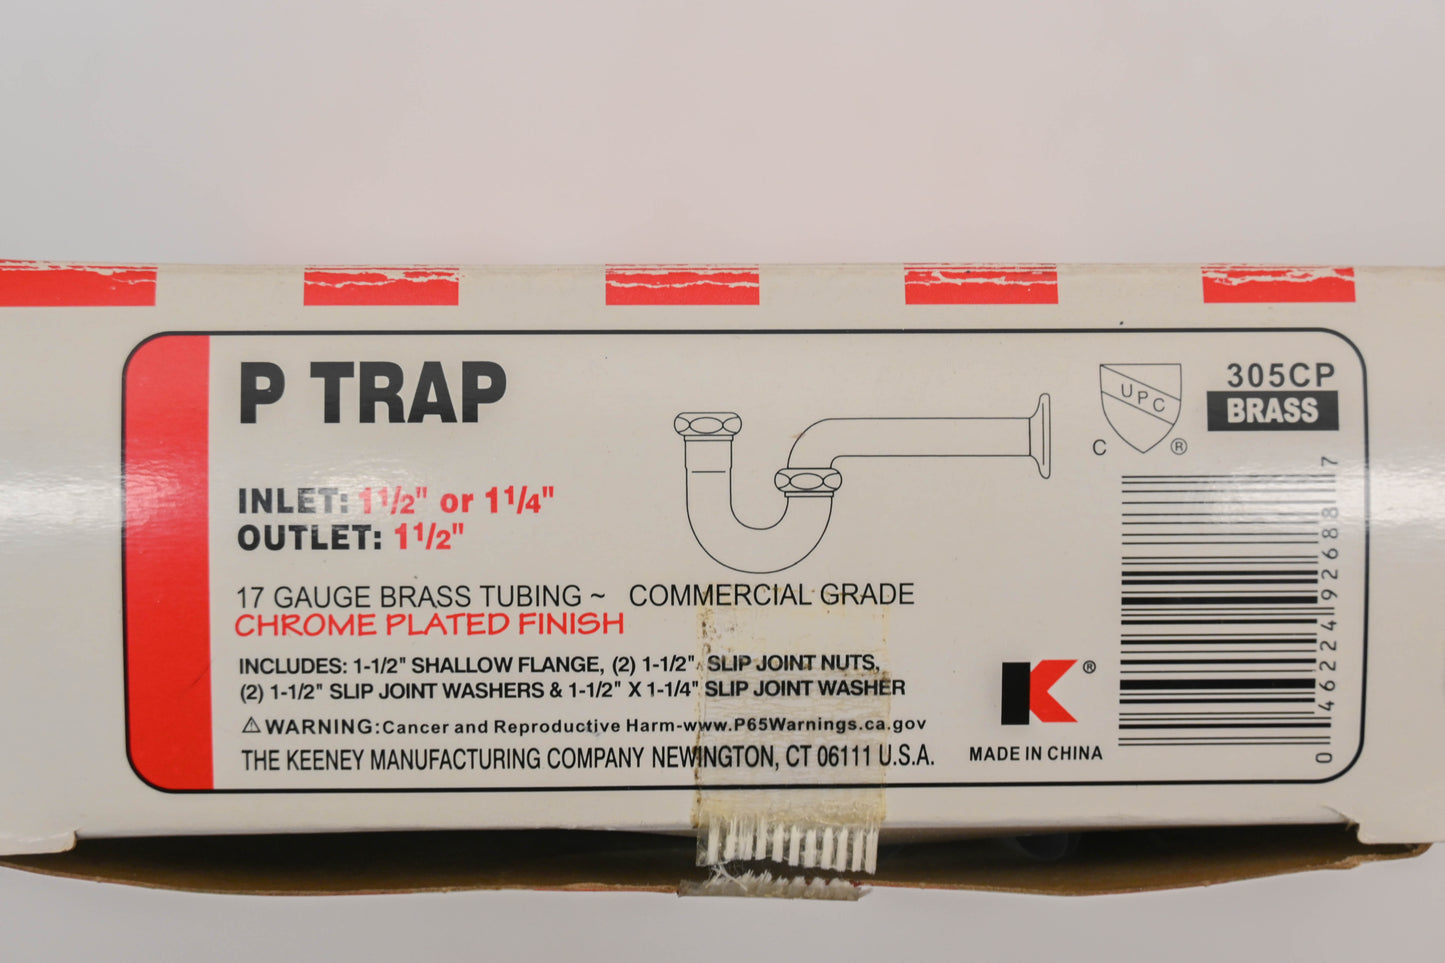 P TRAP
INLET: 1 1/2" or 1 1/4"
OUTLET: 1 1/2"
17 GAUGE BRASS TUBING ~ COMMERCIAL GRADE
CHROME PLATED FINISH
INCLUDES: 1-1/2" SHALLOW FLANGE, (2) 1-1/2" SLIP JOINT NUTS,
(2) 1-1/2" SLIP JOINT WASHERS & 1-1/2" X 1-1/4" SLIP JOINT WASHER
⚠ WARNING: Cancer and Reproductive Harm-www.P65Warnings.ca.gov
THE KEENEY MANUFACTURING COMPANY NEWINGTON, CT 06111 U.S.A.
UPC
C ®
305CP
BRASS
0 46224 92688 7
K ®
MADE IN CHINA